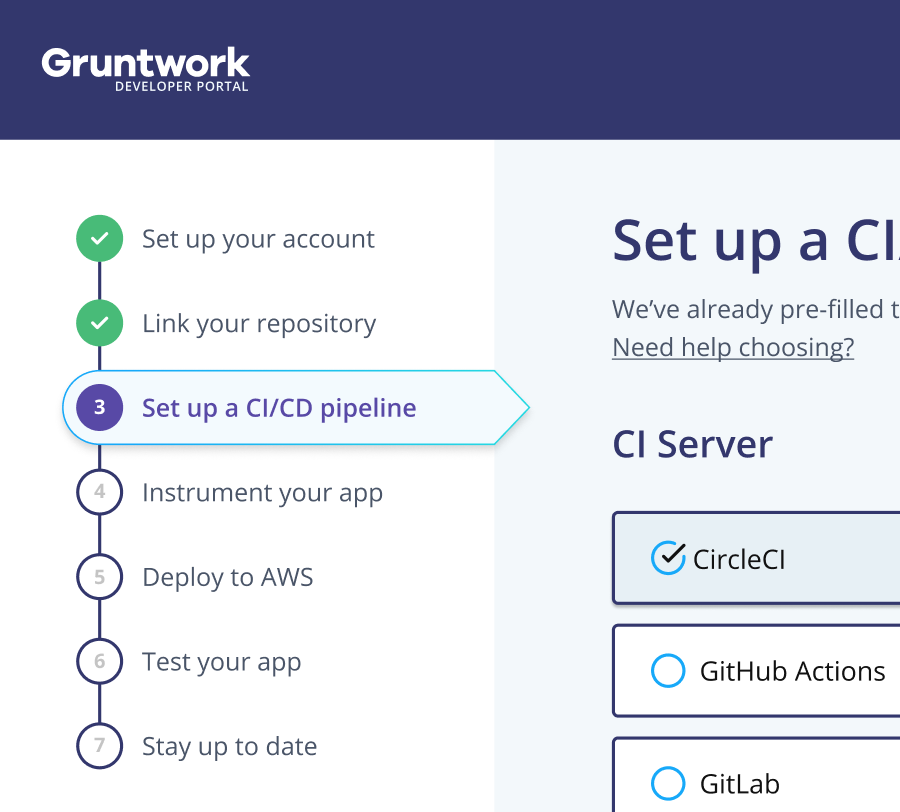 Gruntwork
DEVELOPER PORTAL
Set up your account
Link your repository
3 Set up a CI/CD pipeline
4 Instrument your app
5 Deploy to AWS
6 Test your app
7 Stay up to date
Set up a CI/
We’ve already pre-filled t
Need help choosing?
CI Server
CircleCI
GitHub Actions
GitLab